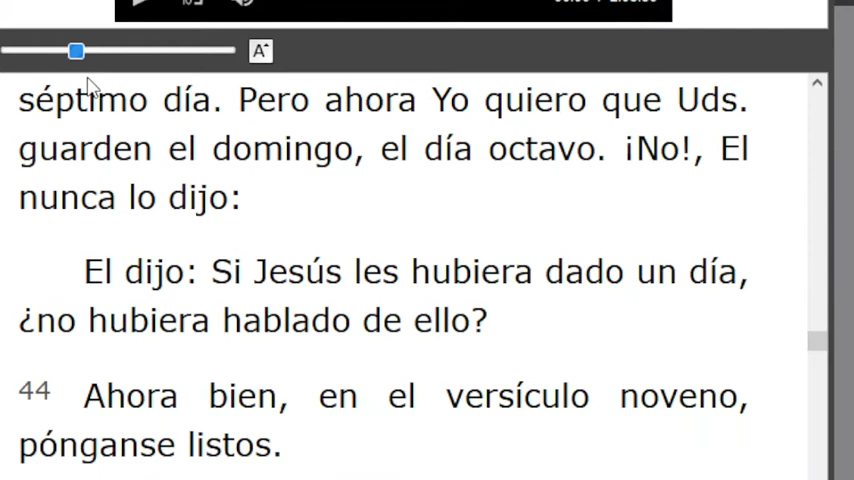 A
séptimo día. Pero ahora Yo quiero que Uds.
guarden el domingo, el día octavo. ¡No!, El
nunca lo dijo:
El dijo: Si Jesús les hubiera dado un día,
¿no hubiera hablado de ello?
44 Ahora bien, en el versículo noveno,
pónganse listos.